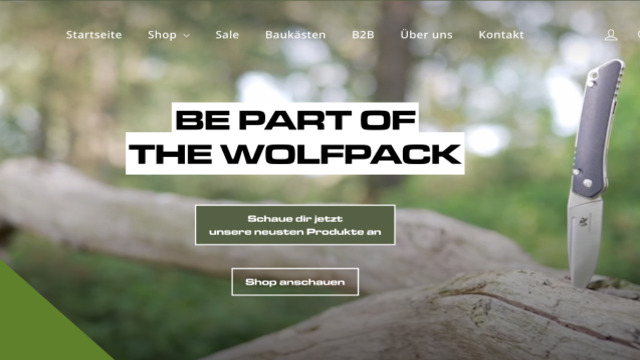 Startseite Shop Sale Baukästen B2B Über uns Kontakt
BE PART OF
THE WOLFPACK
Schaue dir jetzt
unsere neusten Produkte an
Shop anschauen